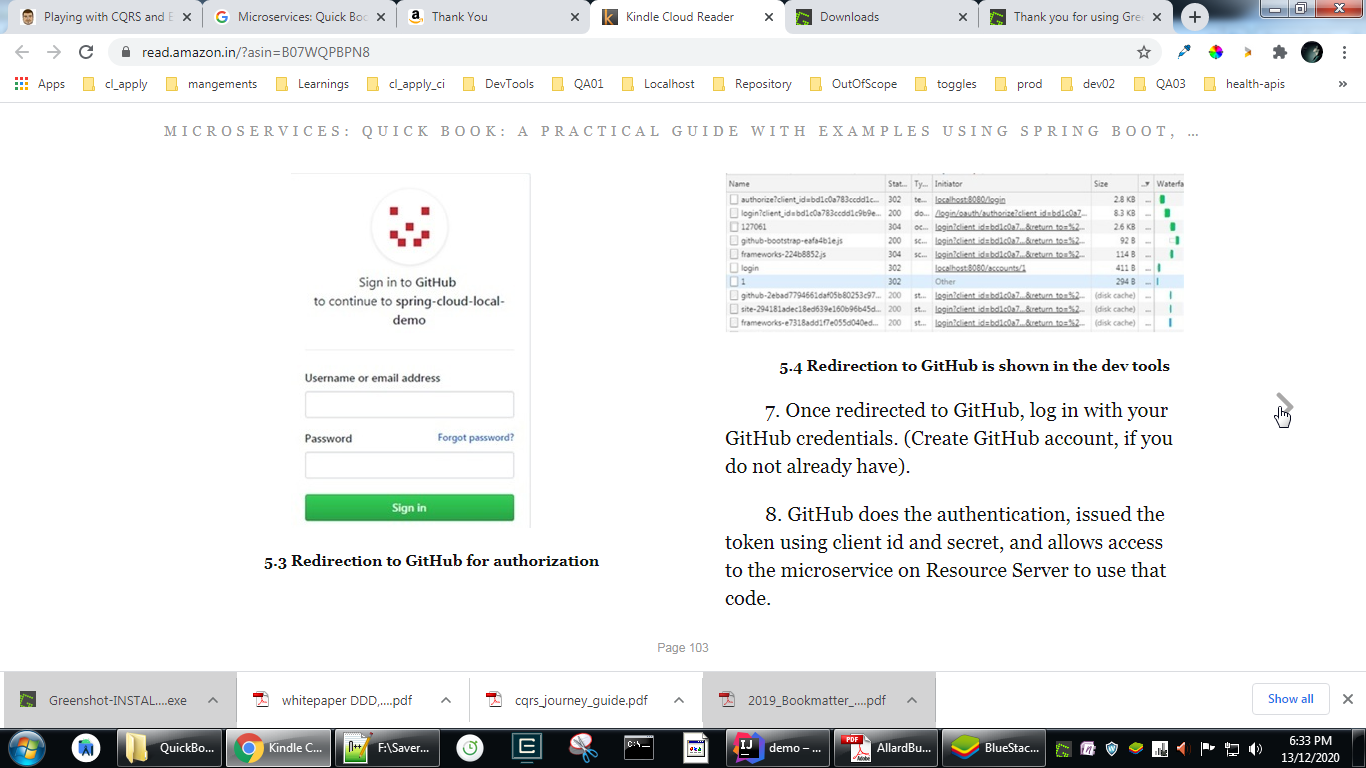 Playing with CQRS and E
Microservices: Quick Boo
Thank You
Kindle Cloud Reader
Downloads
Thank you for using Gre
read.amazon.in/?asin=B07WQPBPN8
Apps
cl_apply
mangements
Learnings
cl_apply_ci
DevTools
QA01
Localhost
Repository
OutOfScope
toggles
prod
dev02
QA03
health-apis
MICROSERVICES: QUICK BOOK: A PRACTICAL GUIDE WITH EXAMPLES USING SPRING BOOT, ...
Sign in to GitHub
to continue to spring-cloud-local-
demo
Username or email address
Password Forgot password?
Sign in
5.3 Redirection to GitHub for authorization
Name Stat... Ty... Initiator Size ... Waterfa
authorize?client_id=bd1c0a783ccdd1c... 302 te... localhost:8080/login 2.8 KB ...
login?client_id=bd1c0a783ccdd1c9b9e... 200 do... /login/oauth/authorize?client_id=bd1c0a7... 8.3 KB ...
127061 304 oc... login?client_id=bd1c0a7...&return_to=%2... 2.6 KB ...
github-bootstrap-eafa4b1e.js 200 sc... login?client_id=bd1c0a7...&return_to=%2... 92 B ...
frameworks-224b8852.js 304 sc... login?client_id=bd1c0a7...&return_to=%2... 114 B ...
login 302 localhost:8080/accounts/1 411 B ...
1 302 Other 294 B ...
github-2ebad7794661daf05b80253c97... 200 st... login?client_id=bd1c0a7...&return_to=%2... (disk cache) ...
site-294181adec18ed639e160b96b45d... 200 st... login?client_id=bd1c0a7...&return_to=%2... (disk cache) ...
frameworks-e7318add1f7e055d040ed... 200 st... login?client_id=bd1c0a7...&return_to=%2... (disk cache) ...
5.4 Redirection to GitHub is shown in the dev tools
7. Once redirected to GitHub, log in with your
GitHub credentials. (Create GitHub account, if you
do not already have).
8. GitHub does the authentication, issued the
token using client id and secret, and allows access
to the microservice on Resource Server to use that
code.
Page 103
Greenshot-INSTAL....exe
whitepaper DDD,....pdf
cqrs_journey_guide.pdf
2019_Bookmatter_....pdf
Show all
QuickBo...
Kindle C...
F:\Saver...
demo – ...
AllardBu...
BlueStac...
6:33 PM
13/12/2020